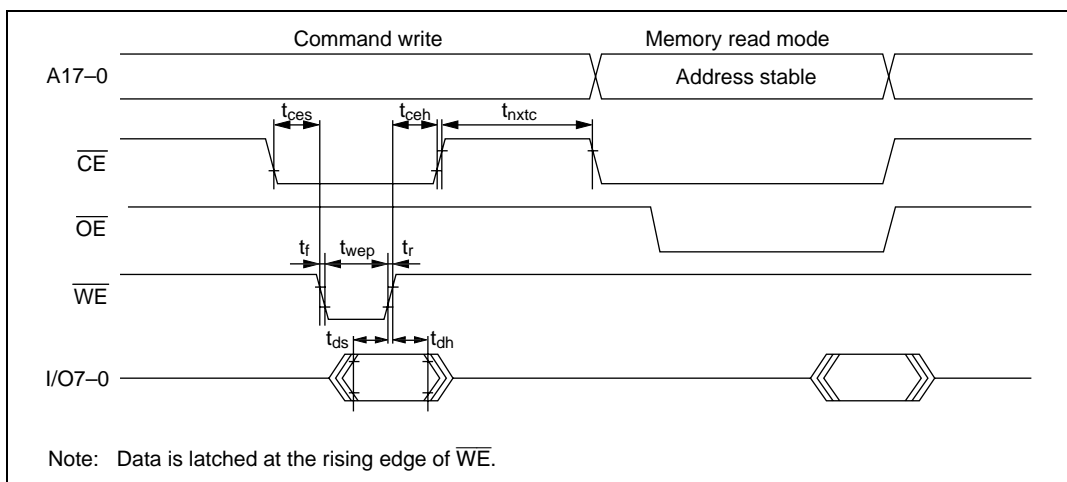 Command write Memory read mode
A17–0 Address stable
tces tceh tnxtc
CE
OE
tf twep tr
WE
tds tdh
I/O7–0
Note: Data is latched at the rising edge of WE.